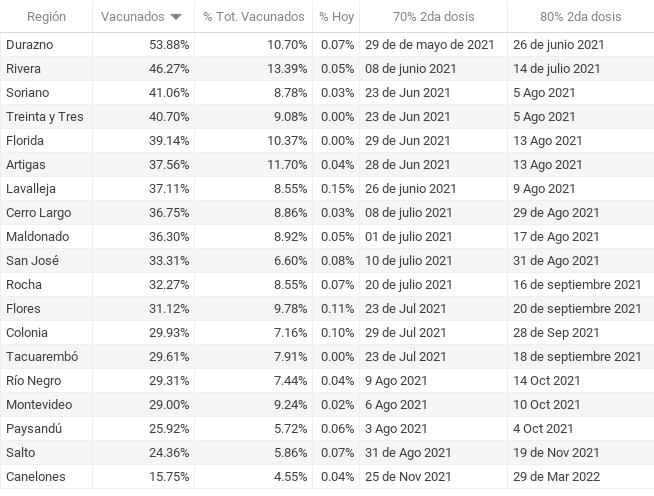 Región Vacunados % Tot. Vacunados % Hoy 70% 2da dosis 80% 2da dosis
Durazno 53.88% 10.70% 0.07% 29 de de mayo de 2021 26 de junio 2021
Rivera 46.27% 13.39% 0.05% 08 de junio 2021 14 de julio 2021
Soriano 41.06% 8.78% 0.03% 23 de Jun 2021 5 Ago 2021
Treinta y Tres 40.70% 9.08% 0.00% 23 de Jun 2021 5 Ago 2021
Florida 39.14% 10.37% 0.00% 29 de Jun 2021 13 Ago 2021
Artigas 37.56% 11.70% 0.04% 28 de Jun 2021 13 Ago 2021
Lavalleja 37.11% 8.55% 0.15% 26 de junio 2021 9 Ago 2021
Cerro Largo 36.75% 8.86% 0.03% 08 de julio 2021 29 de Ago 2021
Maldonado 36.30% 8.92% 0.05% 01 de julio 2021 17 de Ago 2021
San José 33.31% 6.60% 0.08% 10 de julio 2021 31 de Ago 2021
Rocha 32.27% 8.55% 0.07% 20 de julio 2021 16 de septiembre 2021
Flores 31.12% 9.78% 0.11% 23 de Jul 2021 20 de septiembre 2021
Colonia 29.93% 7.16% 0.10% 29 de Jul 2021 28 de Sep 2021
Tacuarembó 29.61% 7.91% 0.00% 23 de Jul 2021 18 de septiembre 2021
Río Negro 29.31% 7.44% 0.04% 9 Ago 2021 14 Oct 2021
Montevideo 29.00% 9.24% 0.02% 6 Ago 2021 10 Oct 2021
Paysandú 25.92% 5.72% 0.06% 3 Ago 2021 4 Oct 2021
Salto 24.36% 5.86% 0.07% 31 de Ago 2021 19 de Nov 2021
Canelones 15.75% 4.55% 0.04% 25 de Nov 2021 29 de Mar 2022